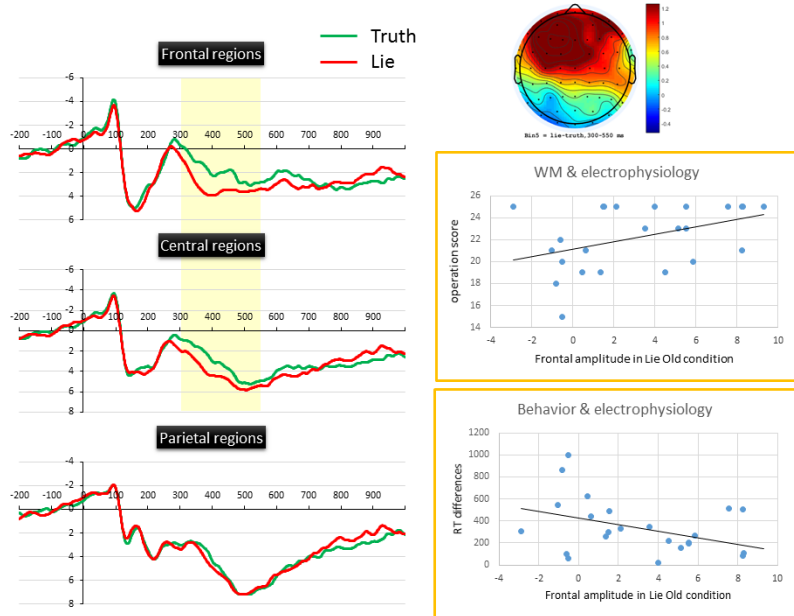 Truth
Lie
Frontal regions
-6
-4
-2
-200 -100 0 100 200 300 400 500 600 700 800 900
0
2
4
6
Central regions
-6
-4
-2
-200 -100 0 100 200 300 400 500 600 700 800 900
0
2
4
6
8
Parietal regions
-4
-2
-200 -100 0 100 200 300 400 500 600 700 800 900
0
2
4
6
8
1.2
1
0.8
0.6
0.4
0.2
0
-0.2
-0.4
Bin5 = lie-truth,300-550 ms
WM & electrophysiology
operation score
26
24
22
20
18
16
14
-4 -2 0 2 4 6 8 10
Frontal amplitude in Lie Old condition
Behavior & electrophysiology
RT differences
1200
1000
800
600
400
200
0
-4 -2 0 2 4 6 8 10
Frontal amplitude in Lie Old condition